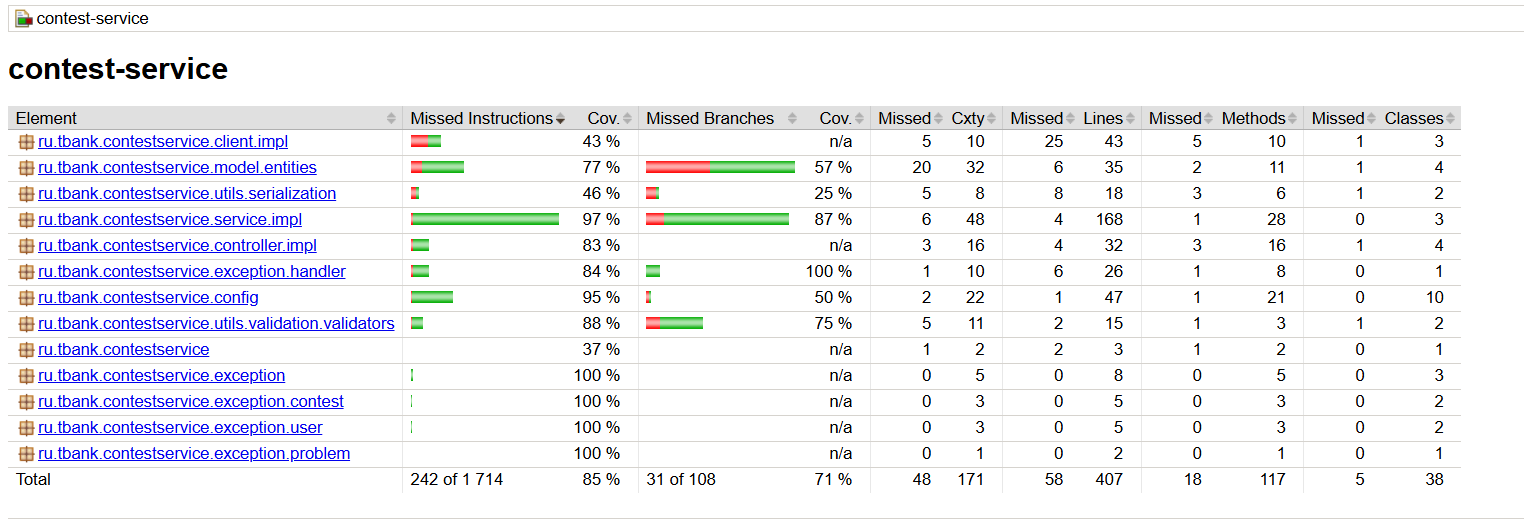 contest-service
contest-service
Element Missed Instructions Cov. Missed Branches Cov. Missed Cxty Missed Lines Missed Methods Missed Classes
ru.tbank.contestservice.client.impl 43 % n/a 5 10 25 43 5 10 1 3
ru.tbank.contestservice.model.entities 77 % 57 % 20 32 6 35 2 11 1 4
ru.tbank.contestservice.utils.serialization 46 % 25 % 5 8 8 18 3 6 1 2
ru.tbank.contestservice.service.impl 97 % 87 % 6 48 4 168 1 28 0 3
ru.tbank.contestservice.controller.impl 83 % n/a 3 16 4 32 3 16 1 4
ru.tbank.contestservice.exception.handler 84 % 100 % 1 10 6 26 1 8 0 1
ru.tbank.contestservice.config 95 % 50 % 2 22 1 47 1 21 0 10
ru.tbank.contestservice.utils.validation.validators 88 % 75 % 5 11 2 15 1 3 1 2
ru.tbank.contestservice 37 % n/a 1 2 2 3 1 2 0 1
ru.tbank.contestservice.exception 100 % n/a 0 5 0 8 0 5 0 3
ru.tbank.contestservice.exception.contest 100 % n/a 0 3 0 5 0 3 0 2
ru.tbank.contestservice.exception.user 100 % n/a 0 3 0 5 0 3 0 2
ru.tbank.contestservice.exception.problem 100 % n/a 0 1 0 2 0 1 0 1
Total 242 of 1 714 85 % 31 of 108 71 % 48 171 58 407 18 117 5 38